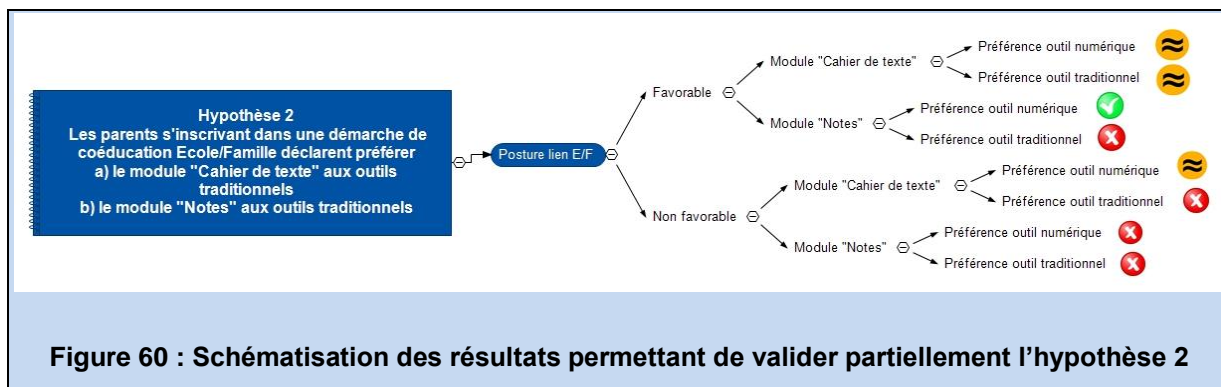 Hypothèse 2
Les parents s'inscrivant dans une démarche de
coéducation Ecole/Famille déclarent préférer
a) le module "Cahier de texte" aux outils
traditionnels
b) le module "Notes" aux outils traditionnels
Posture lien E/F
Favorable
Module "Cahier de texte"
Préférence outil numérique
Préférence outil traditionnel
Module "Notes"
Préférence outil numérique
Préférence outil traditionnel
Non favorable
Module "Cahier de texte"
Préférence outil numérique
Préférence outil traditionnel
Module "Notes"
Préférence outil numérique
Préférence outil traditionnel
Figure 60 : Schématisation des résultats permettant de valider partiellement l’hypothèse 2